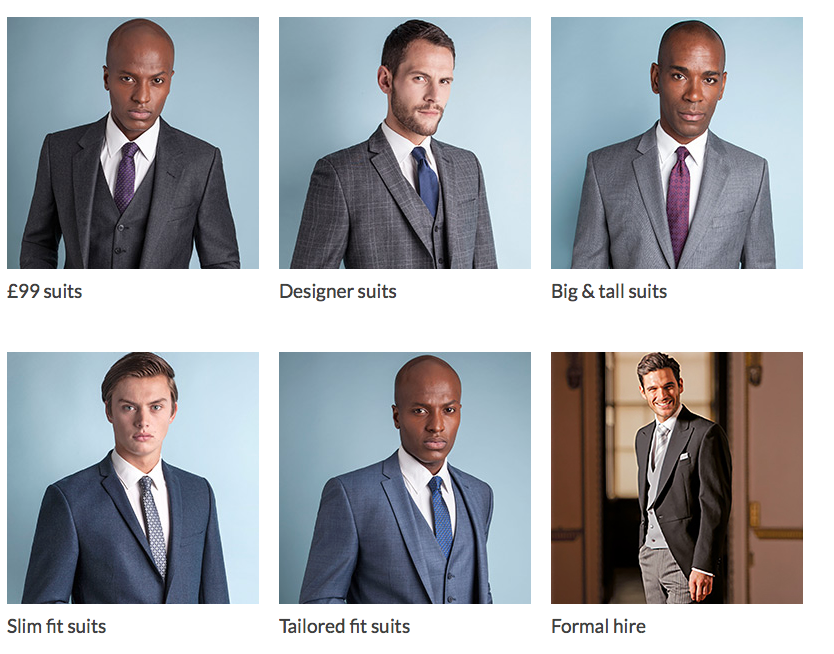 £99 suits
Designer suits
Big & tall suits
Slim fit suits
Tailored fit suits
Formal hire